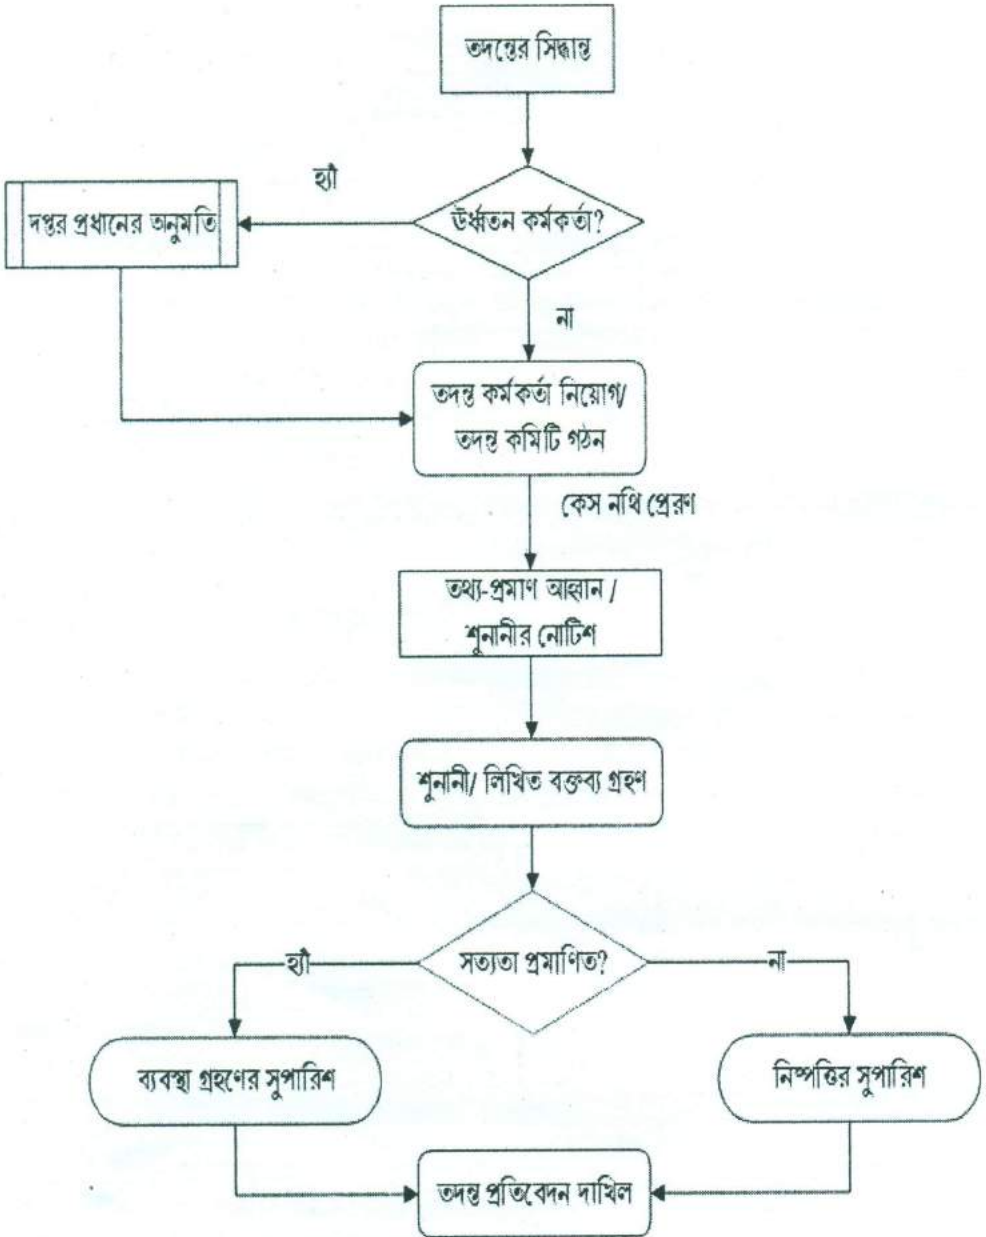 তদন্তের সিদ্ধান্ত
হ্যাঁ
দপ্তর প্রধানের অনুমতি
ঊর্ধ্বতন কর্মকর্তা?
না
তদন্ত কর্মকর্তা নিয়োগ/
তদন্ত কমিটি গঠন
কেস নথি প্রেরণ
তথ্য-প্রমাণ আহ্বান /
শুনানীর নোটিশ
শুনানী/ লিখিত বক্তব্য গ্রহণ
হ্যাঁ
সত্যতা প্রমাণিত?
না
ব্যবস্থা গ্রহণের সুপারিশ
নিষ্পত্তির সুপারিশ
তদন্ত প্রতিবেদন দাখিল